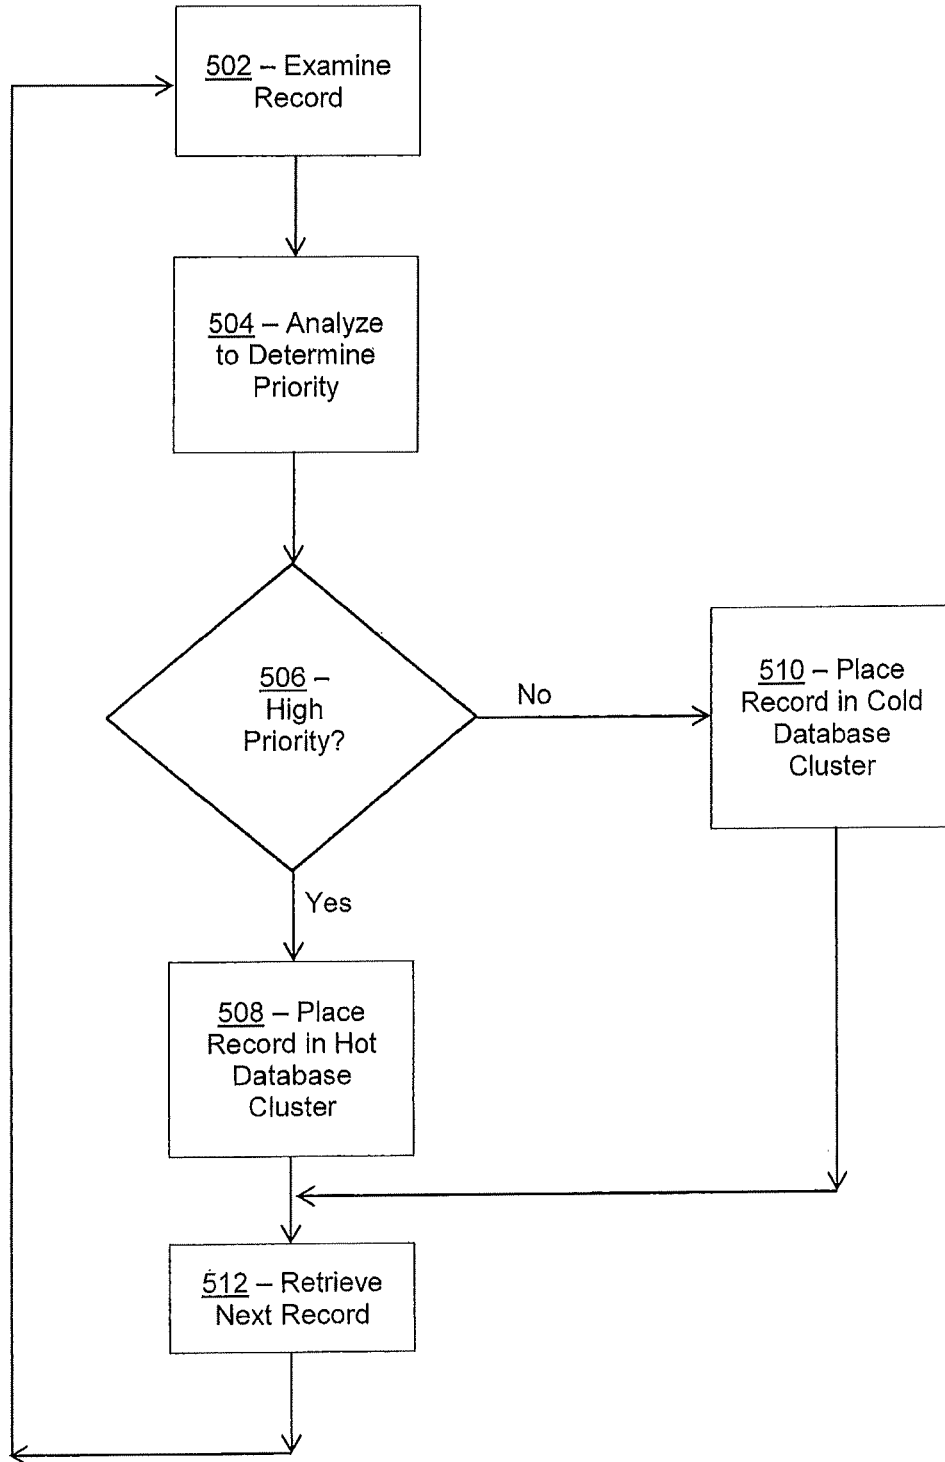 502 – Examine
Record
504 – Analyze
to Determine
Priority
506 –
High
Priority?
No
510 – Place
Record in Cold
Database
Cluster
Yes
508 – Place
Record in Hot
Database
Cluster
512 – Retrieve
Next Record